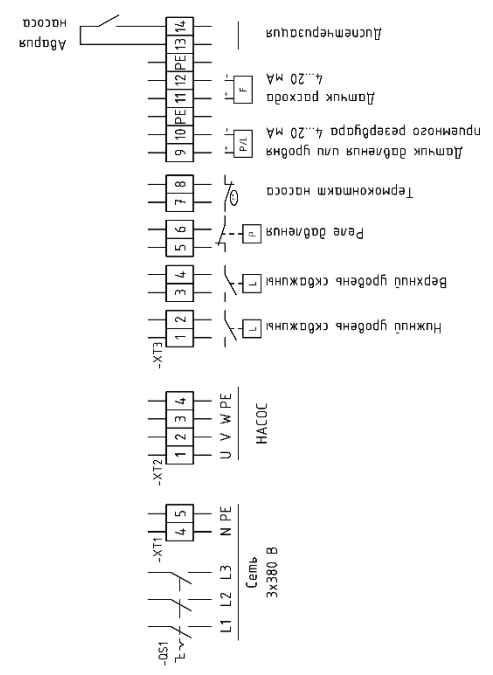 -QS1
L1
L2
L3
Сеть
3x380 В
-XT1
4
5
N
PE
-XT2
1
2
3
4
U
V
W
PE
НАСОС
-XT3
1
2
L
Нижний уровень скважины
3
4
L
Верхний уровень скважины
5
6
P
Реле давления
7
8
Термоконтакт насоса
9
10
PE
P/L
Датчик давления или уровня
приемного резервуара 4...20 мА
11
12
PE
F
Датчик расхода
4...20 мА
13
14
Диспетчеризация
Авария
насоса